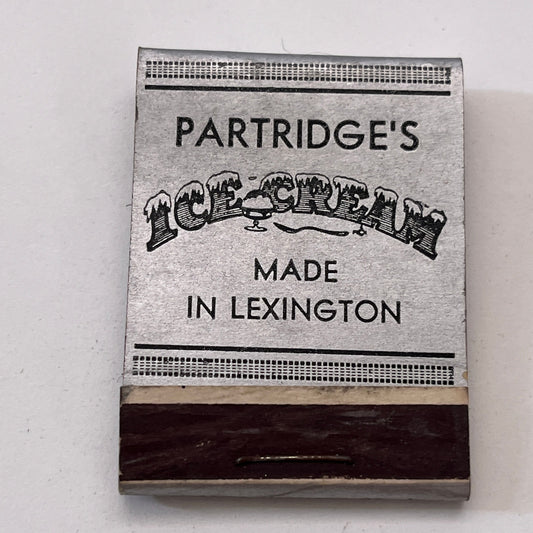 PARTRIDGE'S
ICE CREAM
MADE
IN LEXINGTON